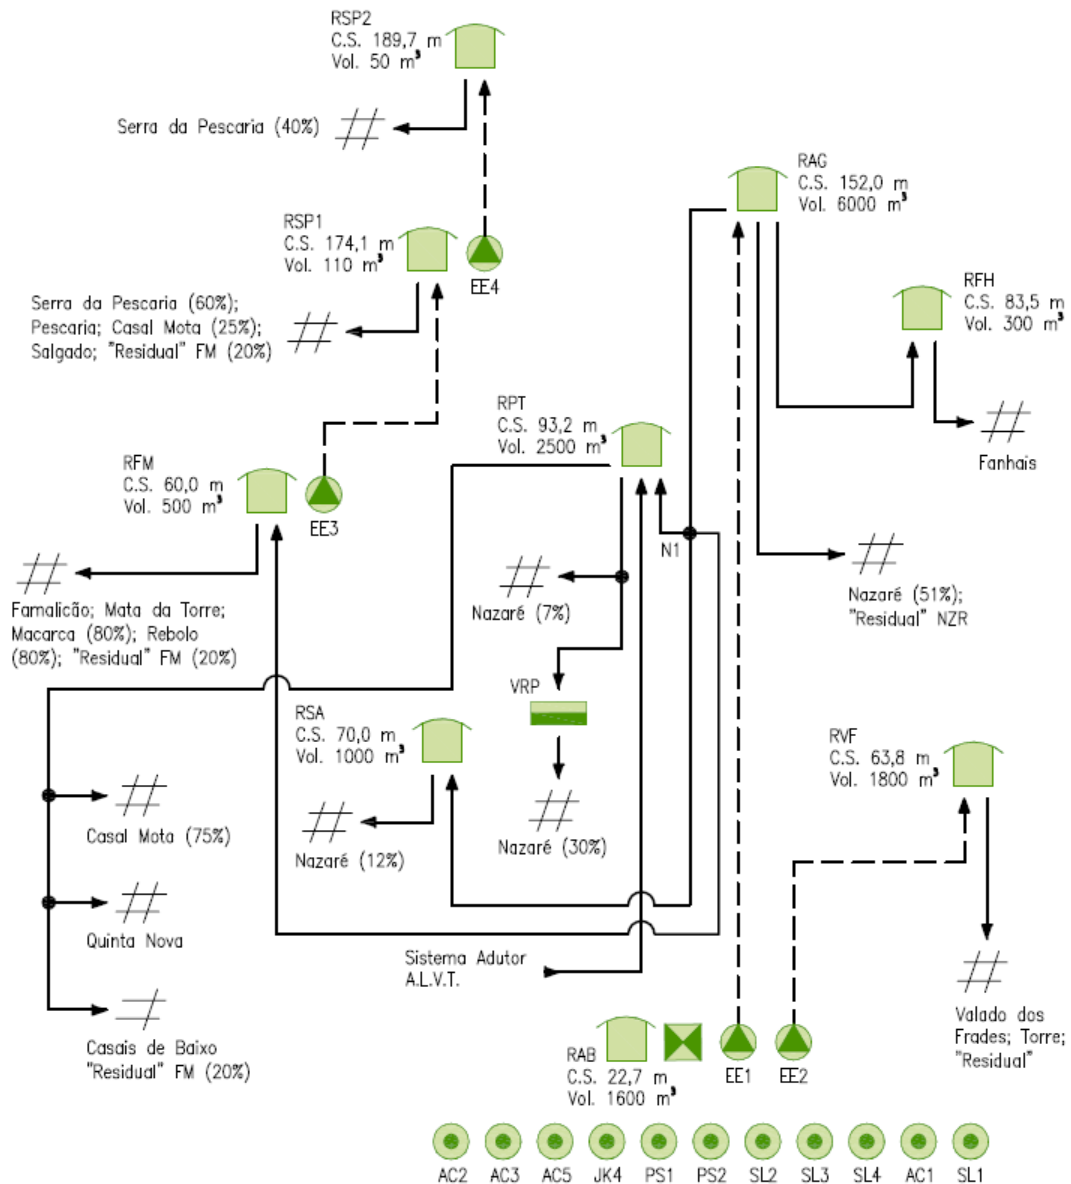 RSP2
C.S. 189,7 m
Vol. 50 m³
Serra da Pescaria (40%)
RAG
C.S. 152,0 m
Vol. 6000 m³
RSP1
C.S. 174,1 m
Vol. 110 m³
EE4
RFH
C.S. 83,5 m
Vol. 300 m³
Serra da Pescaria (60%);
Pescaria; Casal Mota (25%);
Salgado; "Residual" FM (20%)
RPT
C.S. 93,2 m
Vol. 2500 m³
Fanhais
RFM
C.S. 60,0 m
Vol. 500 m³
EE3
N1
Nazaré (7%)
Nazaré (51%);
"Residual" NZR
Famalicão; Mata da Torre;
Macarca (80%); Rebolo
(80%); "Residual" FM (20%)
VRP
RSA
C.S. 70,0 m
Vol. 1000 m³
RVF
C.S. 63,8 m
Vol. 1800 m³
Casal Mota (75%)
Nazaré (12%)
Nazaré (30%)
Quinta Nova
Sistema Adutor
A.L.V.T.
Casais de Baixo
"Residual" FM (20%)
RAB
C.S. 22,7 m
Vol. 1600 m³
EE1
EE2
Valado dos
Frades; Torre;
"Residual"
AC2 AC3 AC5 JK4 PS1 PS2 SL2 SL3 SL4 AC1 SL1